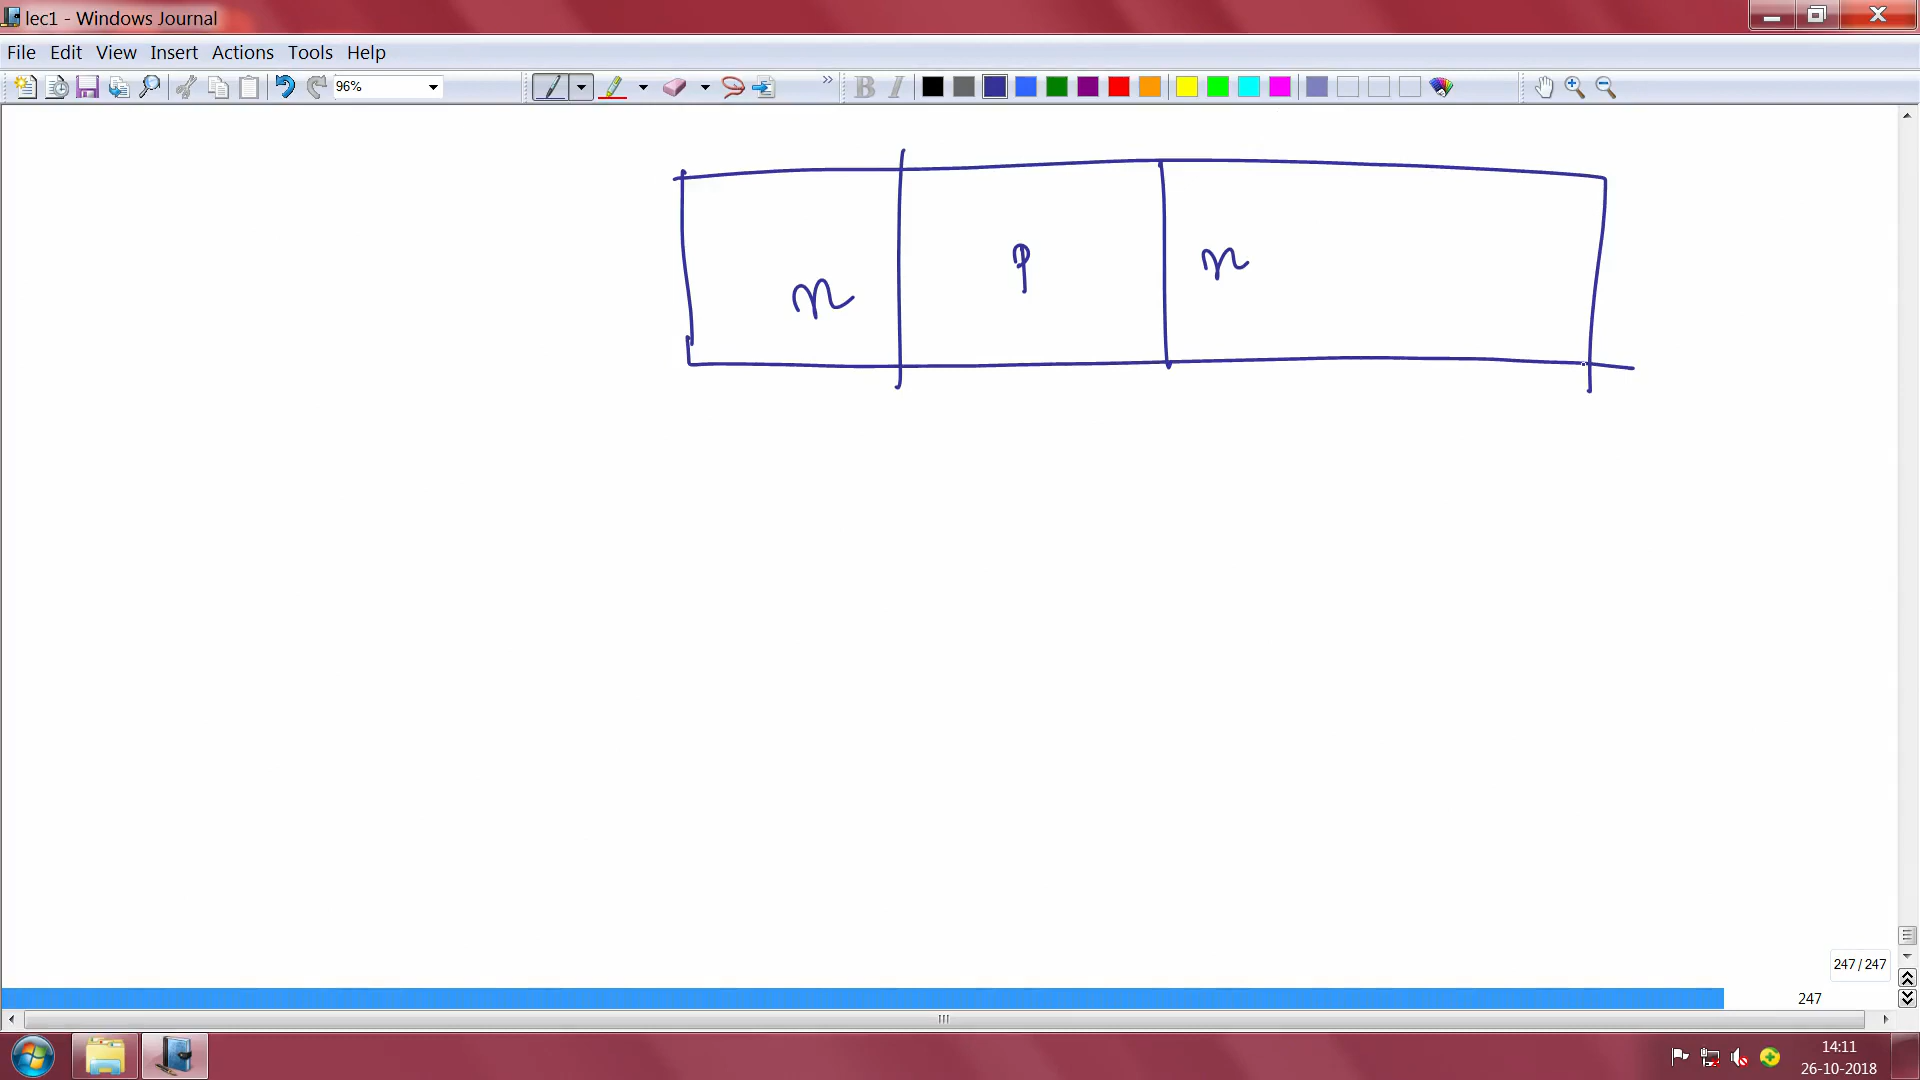 lec1 - Windows Journal
File Edit View Insert Actions Tools Help
96% B I
n p n
247 / 247
247
14:11
26-10-2018